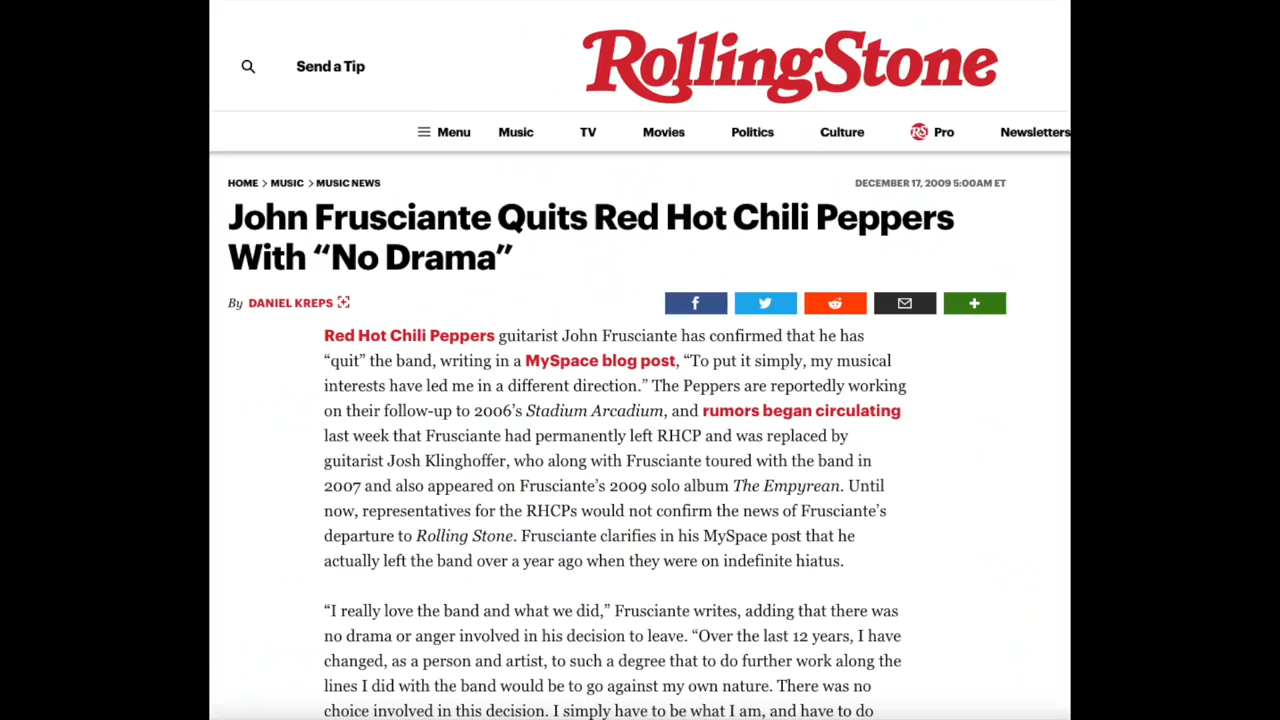 Send a Tip
RollingStone
Menu Music TV Movies Politics Culture RS Pro Newsletters
HOME > MUSIC > MUSIC NEWS
DECEMBER 17, 2009 5:00AM ET
John Frusciante Quits Red Hot Chili Peppers
With “No Drama”
By DANIEL KREPS
Red Hot Chili Peppers guitarist John Frusciante has confirmed that he has
“quit” the band, writing in a MySpace blog post, “To put it simply, my musical
interests have led me in a different direction.” The Peppers are reportedly working
on their follow-up to 2006’s Stadium Arcadium, and rumors began circulating
last week that Frusciante had permanently left RHCP and was replaced by
guitarist Josh Klinghoffer, who along with Frusciante toured with the band in
2007 and also appeared on Frusciante’s 2009 solo album The Empyrean. Until
now, representatives for the RHCPs would not confirm the news of Frusciante’s
departure to Rolling Stone. Frusciante clarifies in his MySpace post that he
actually left the band over a year ago when they were on indefinite hiatus.
“I really love the band and what we did,” Frusciante writes, adding that there was
no drama or anger involved in his decision to leave. “Over the last 12 years, I have
changed, as a person and artist, to such a degree that to do further work along the
lines I did with the band would be to go against my own nature. There was no
choice involved in this decision. I simply have to be what I am, and have to do